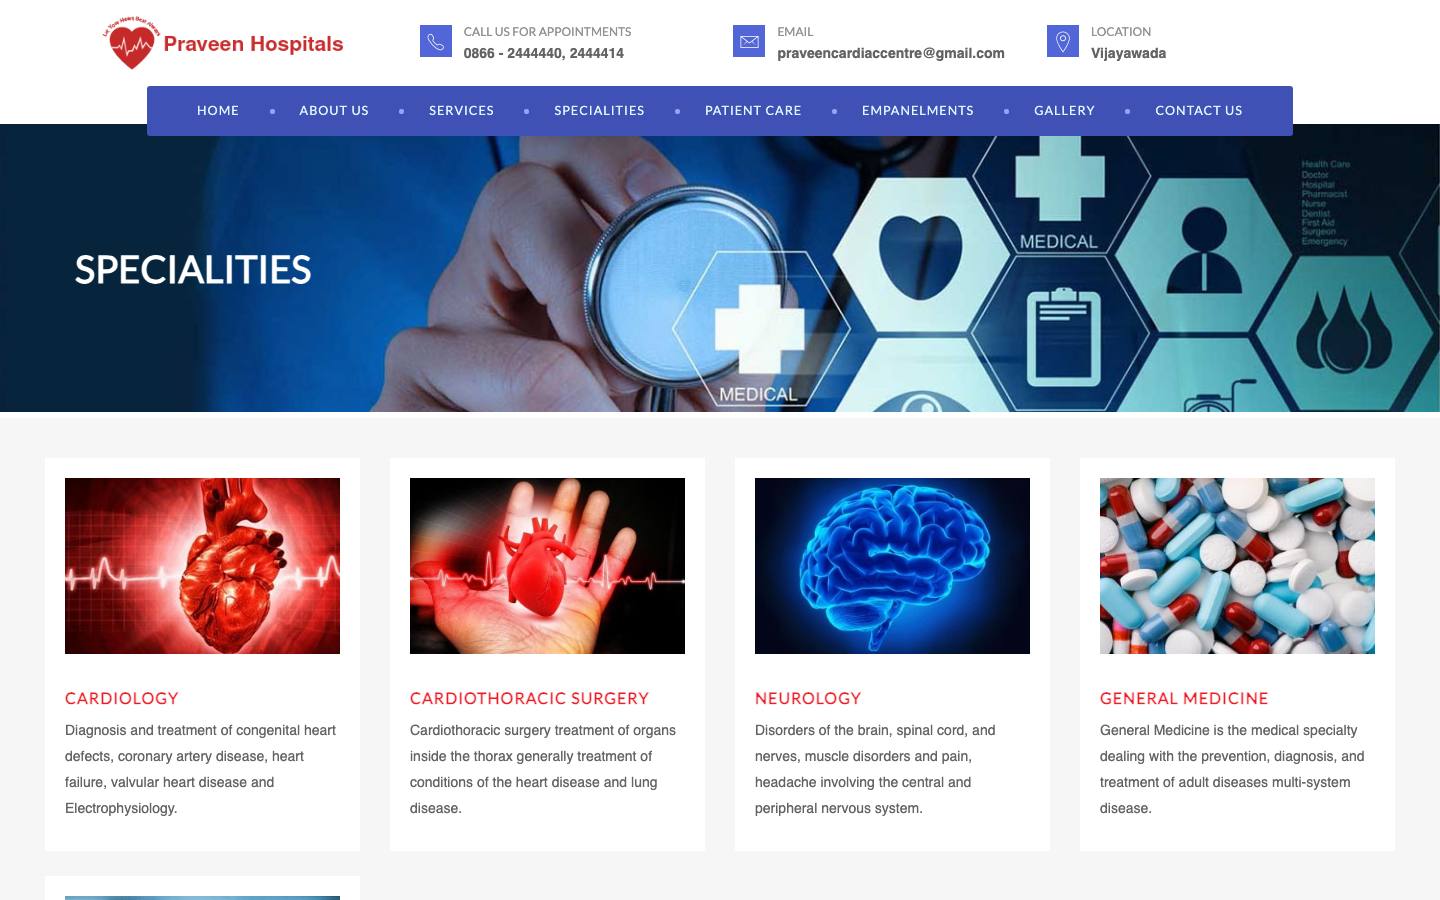 Let Your Heart Beat Always
Praveen Hospitals
CALL US FOR APPOINTMENTS
0866 - 2444440, 2444414
EMAIL
praveencardiaccentre@gmail.com
LOCATION
Vijayawada
HOME
ABOUT US
SERVICES
SPECIALITIES
PATIENT CARE
EMPANELMENTS
GALLERY
CONTACT US
SPECIALITIES
MEDICAL
MEDICAL
Health Care
Doctor
Hospital
Pharmacist
Nurse
Dentist
First Aid
Surgeon
Emergency
CARDIOLOGY
Diagnosis and treatment of congenital heart
defects, coronary artery disease, heart
failure, valvular heart disease and
Electrophysiology.
CARDIOTHORACIC SURGERY
Cardiothoracic surgery treatment of organs
inside the thorax generally treatment of
conditions of the heart disease and lung
disease.
NEUROLOGY
Disorders of the brain, spinal cord, and
nerves, muscle disorders and pain,
headache involving the central and
peripheral nervous system.
GENERAL MEDICINE
General Medicine is the medical specialty
dealing with the prevention, diagnosis, and
treatment of adult diseases multi-system
disease.